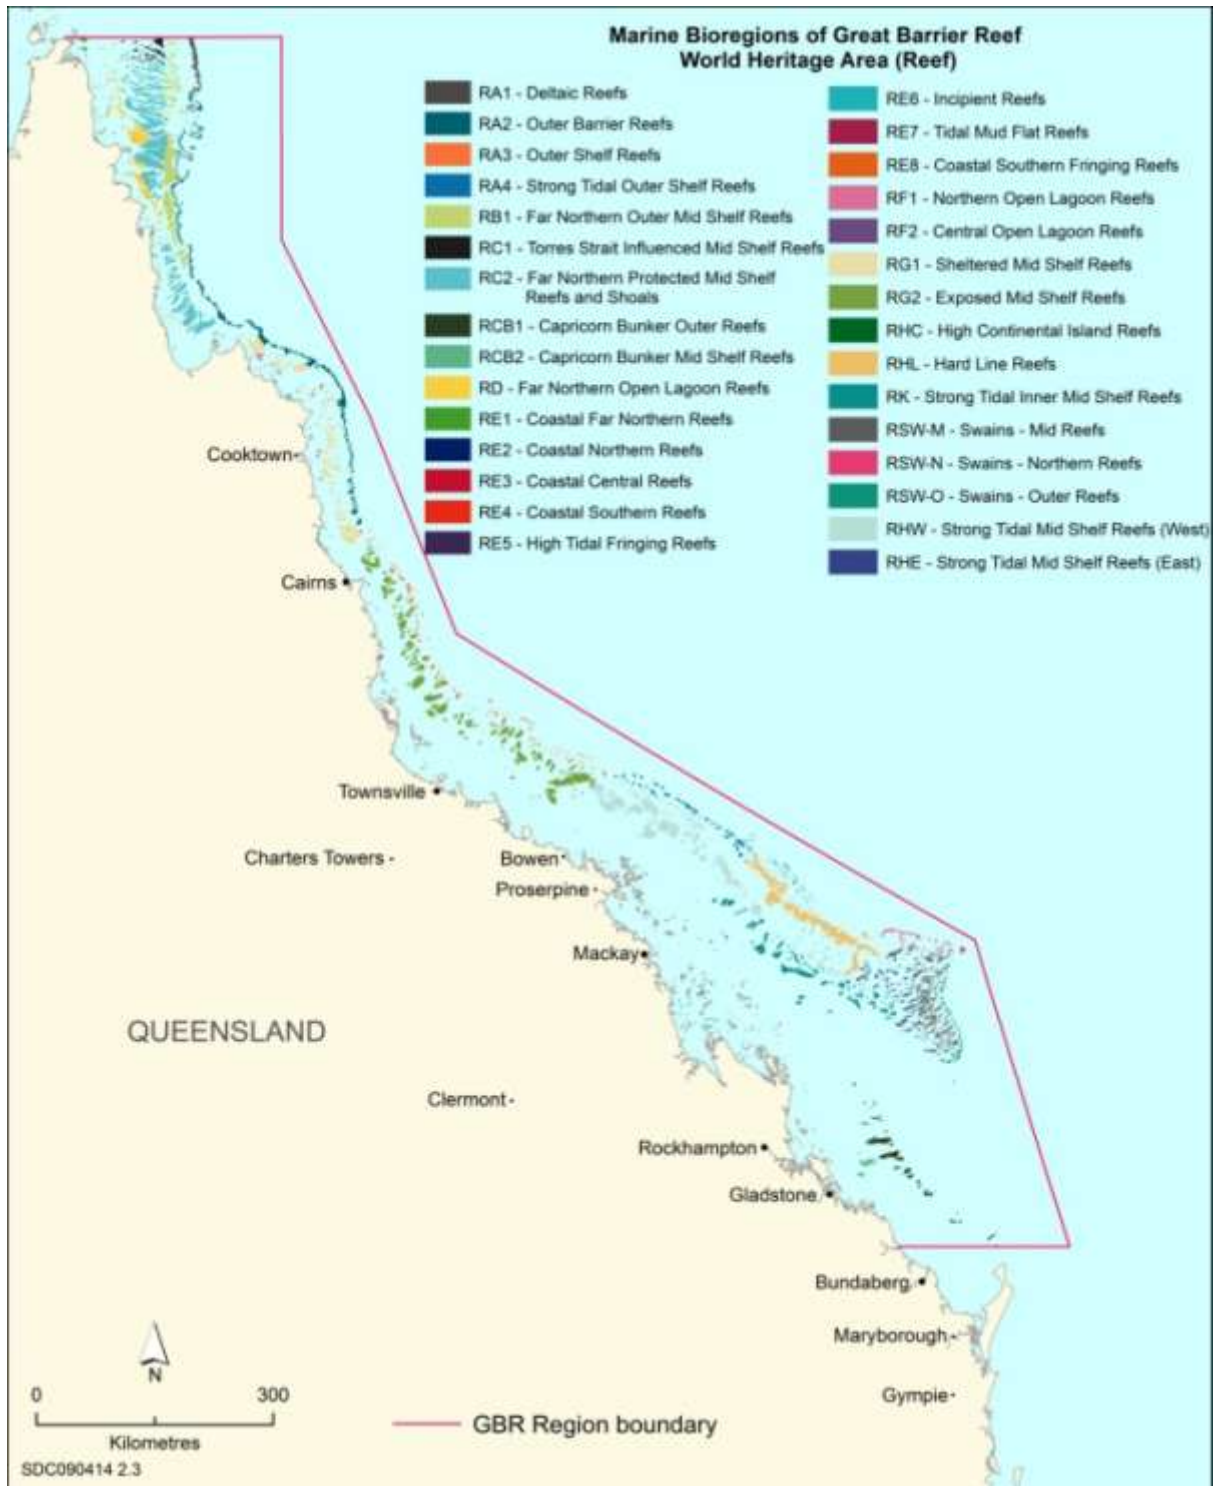 Marine Bioregions of Great Barrier Reef
World Heritage Area (Reef)
RA1 - Deltaic Reefs
RA2 - Outer Barrier Reefs
RA3 - Outer Shelf Reefs
RA4 - Strong Tidal Outer Shelf Reefs
RB1 - Far Northern Outer Mid Shelf Reefs
RC1 - Torres Strait Influenced Mid Shelf Reefs
RC2 - Far Northern Protected Mid Shelf
Reefs and Shoals
RCB1 - Capricorn Bunker Outer Reefs
RCB2 - Capricorn Bunker Mid Shelf Reefs
RD - Far Northern Open Lagoon Reefs
RE1 - Coastal Far Northern Reefs
RE2 - Coastal Northern Reefs
RE3 - Coastal Central Reefs
RE4 - Coastal Southern Reefs
RE5 - High Tidal Fringing Reefs
RE6 - Incipient Reefs
RE7 - Tidal Mud Flat Reefs
RE8 - Coastal Southern Fringing Reefs
RF1 - Northern Open Lagoon Reefs
RF2 - Central Open Lagoon Reefs
RG1 - Sheltered Mid Shelf Reefs
RG2 - Exposed Mid Shelf Reefs
RHC - High Continental Island Reefs
RHL - Hard Line Reefs
RK - Strong Tidal Inner Mid Shelf Reefs
RSW-M - Swains - Mid Reefs
RSW-N - Swains - Northern Reefs
RSW-O - Swains - Outer Reefs
RHW - Strong Tidal Mid Shelf Reefs (West)
RHE - Strong Tidal Mid Shelf Reefs (East)
Cooktown
Cairns
Townsville
Charters Towers
Bowen
Proserpine
Mackay
QUEENSLAND
Clermont
Rockhampton
Gladstone
Bundaberg
Maryborough
Gympie
N
0 300
Kilometres
GBR Region boundary
SDC090414 2.3